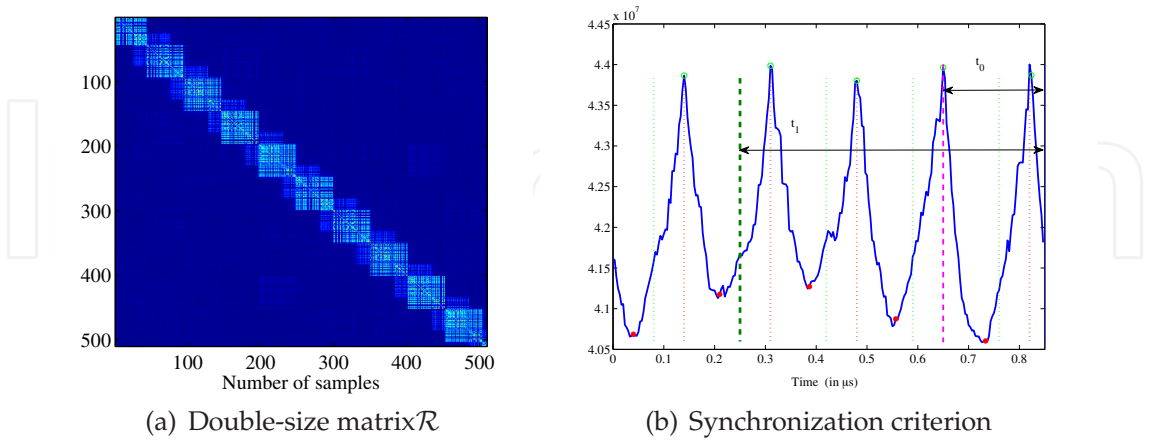 100
200
300
400
500
100 200 300 400 500
Number of samples
(a) Double-size matrixℛ
x 10^7
4.45
4.4
4.35
4.3
4.25
4.2
4.15
4.1
4.05
0 0.1 0.2 0.3 0.4 0.5 0.6 0.7 0.8
t_0
t_1
Time (in µs)
(b) Synchronization criterion